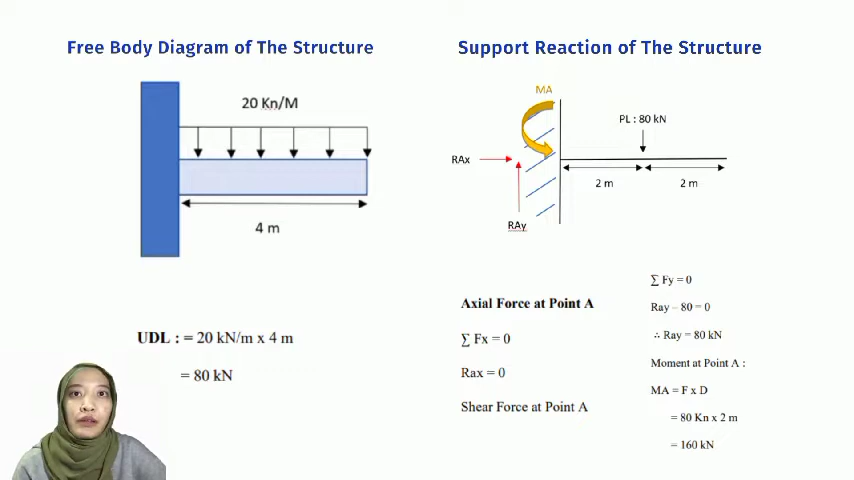 Free Body Diagram of The Structure
20 Kn/M
4 m
UDL : = 20 kN/m x 4 m
= 80 kN
Support Reaction of The Structure
MA
PL : 80 kN
RAx
2 m
2 m
RAy
Axial Force at Point A
∑ Fx = 0
Rax = 0
Shear Force at Point A
∑ Fy = 0
Ray – 80 = 0
∴ Ray = 80 kN
Moment at Point A :
MA = F x D
= 80 Kn x 2 m
= 160 kN